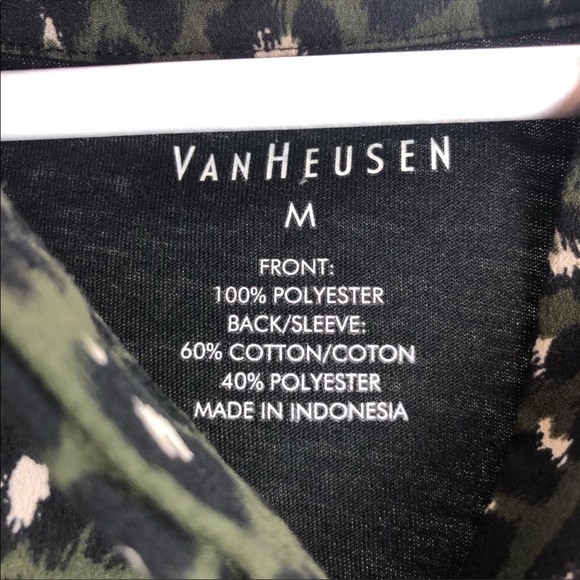 VANHEUSEN
M
FRONT:
100% POLYESTER
BACK/SLEEVE:
60% COTTON/COTON
40% POLYESTER
MADE IN INDONESIA